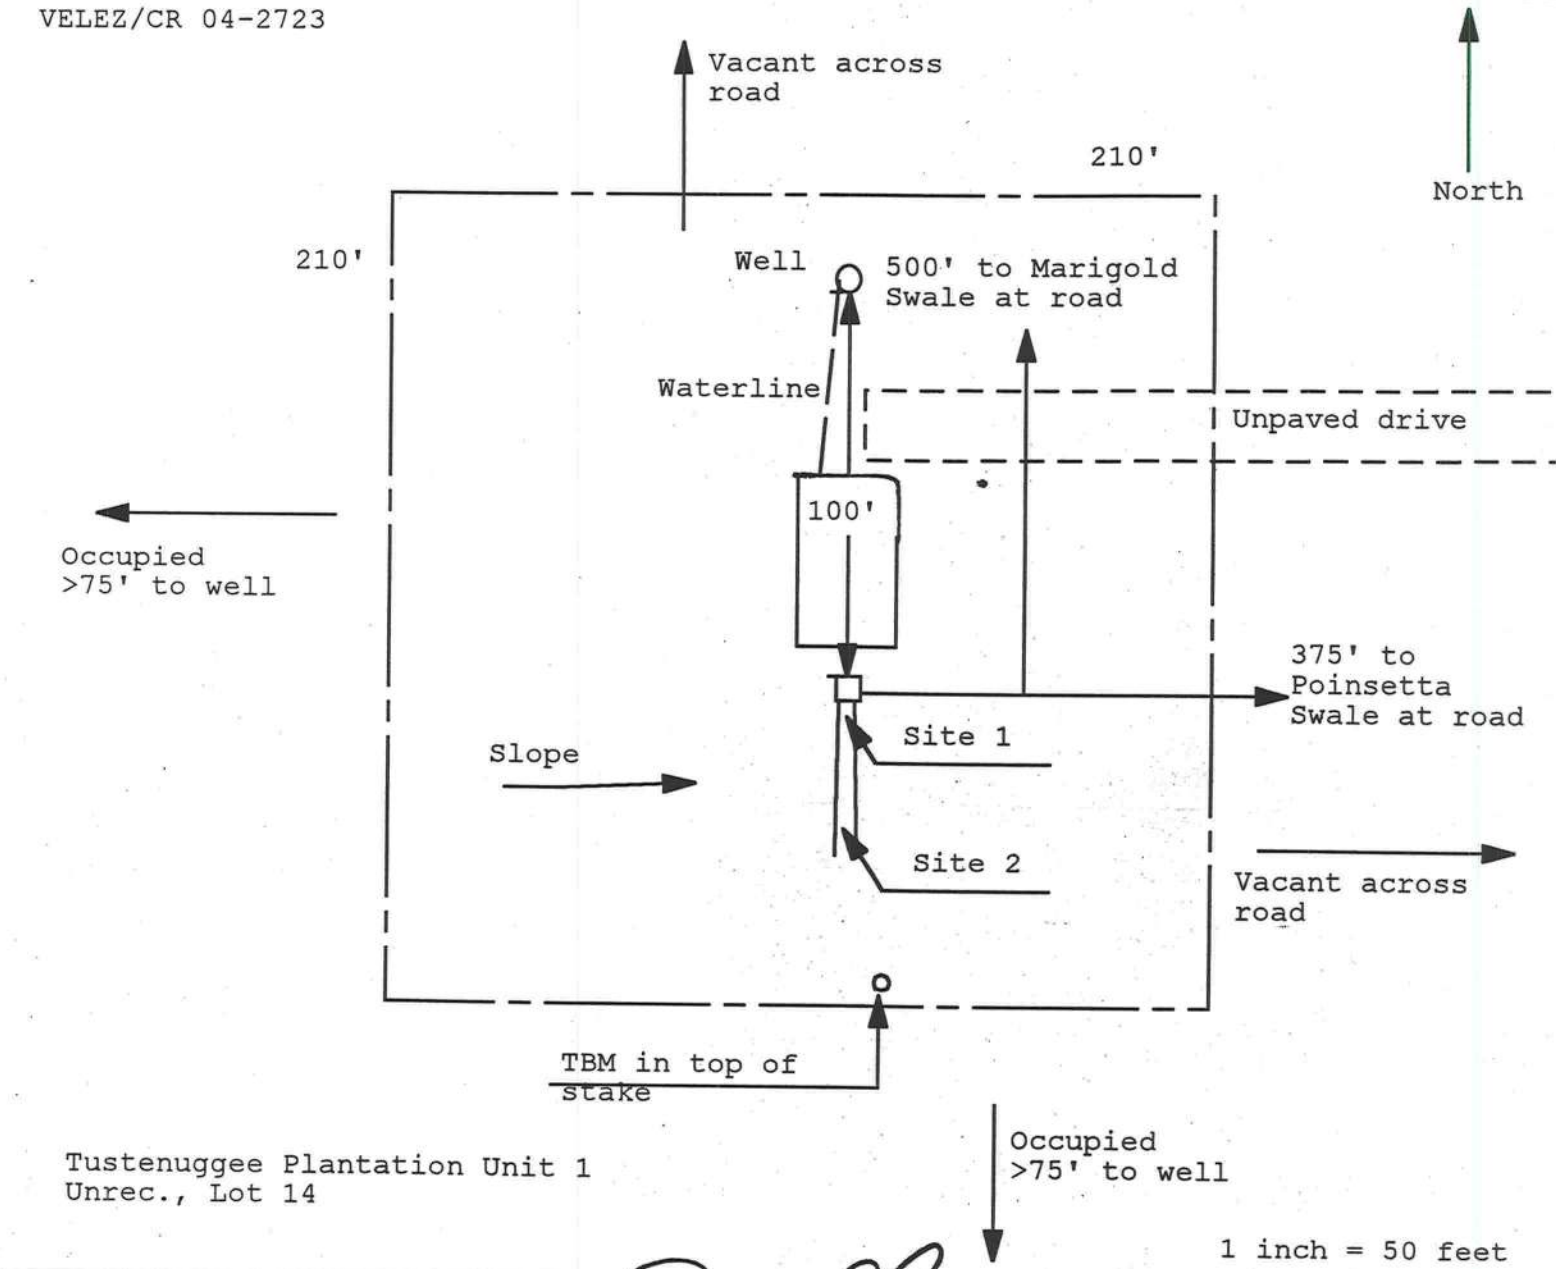 VELEZ/CR 04-2723
Vacant across
road
210'
North
210'
Well
500' to Marigold
Swale at road
Waterline
Unpaved drive
100'
Occupied
>75' to well
375' to
Poinsetta
Swale at road
Site 1
Slope
Site 2
Vacant across
road
TBM in top of
stake
Occupied
>75' to well
Tustenuggee Plantation Unit 1
Unrec., Lot 14
1 inch = 50 feet